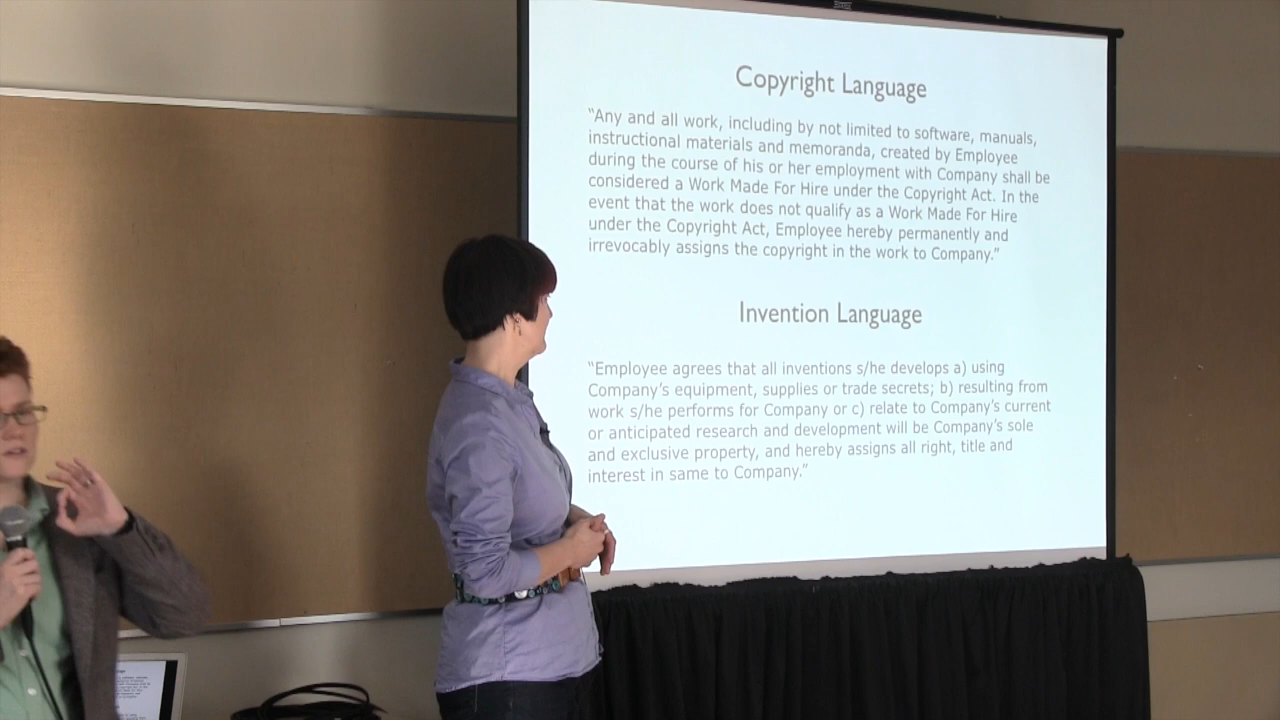 Copyright Language
“Any and all work, including by not limited to software, manuals,
instructional materials and memoranda, created by Employee
during the course of his or her employment with Company shall be
considered a Work Made For Hire under the Copyright Act. In the
event that the work does not qualify as a Work Made For Hire
under the Copyright Act, Employee hereby permanently and
irrevocably assigns the copyright in the work to Company.”
Invention Language
“Employee agrees that all inventions s/he develops a) using
Company’s equipment, supplies or trade secrets; b) resulting from
work s/he performs for Company or c) relate to Company’s current
or anticipated research and development will be Company’s sole
and exclusive property, and hereby assigns all right, title and
interest in same to Company.”